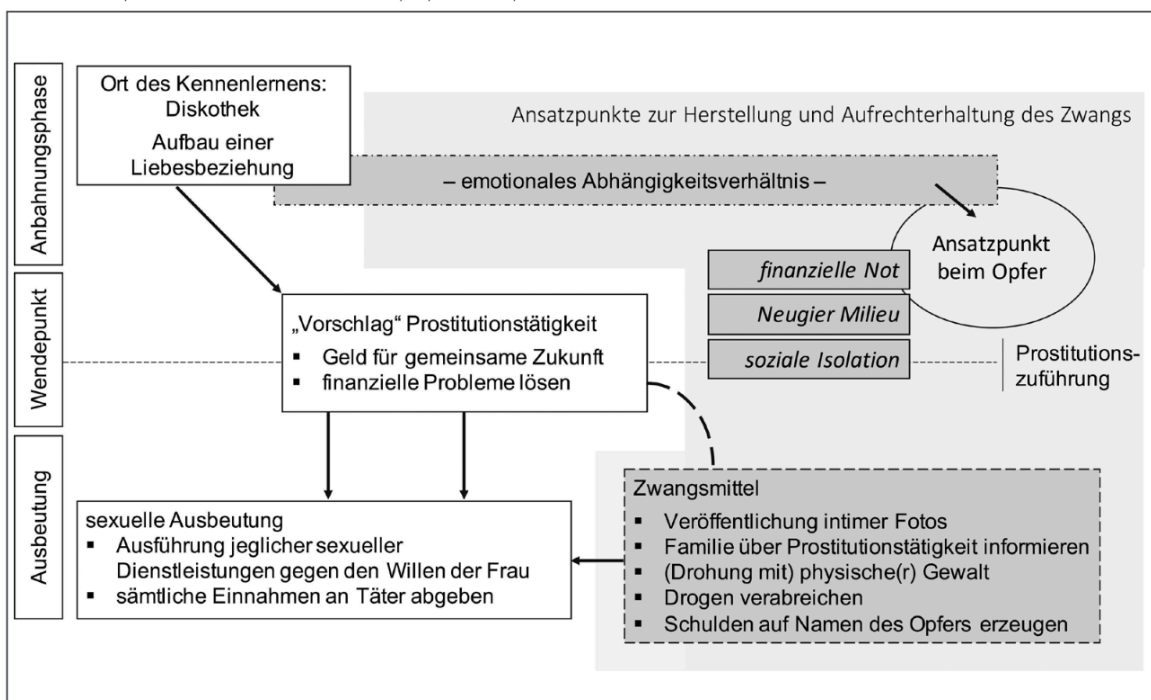 Anbahnungsphase
Ort des Kennenlernens:
Diskothek
Aufbau einer
Liebesbeziehung
Ansatzpunkte zur Herstellung und Aufrechterhaltung des Zwangs
– emotionales Abhängigkeitsverhältnis –
Ansatzpunkt
beim Opfer
finanzielle Not
Neugier Milieu
soziale Isolation
Wendepunkt
„Vorschlag“ Prostitutionstätigkeit
▪ Geld für gemeinsame Zukunft
▪ finanzielle Probleme lösen
Prostitutions-
zuführung
Ausbeutung
sexuelle Ausbeutung
▪ Ausführung jeglicher sexueller
Dienstleistungen gegen den Willen der Frau
▪ sämtliche Einnahmen an Täter abgeben
Zwangsmittel
▪ Veröffentlichung intimer Fotos
▪ Familie über Prostitutionstätigkeit informieren
▪ (Drohung mit) physische(r) Gewalt
▪ Drogen verabreichen
▪ Schulden auf Namen des Opfers erzeugen